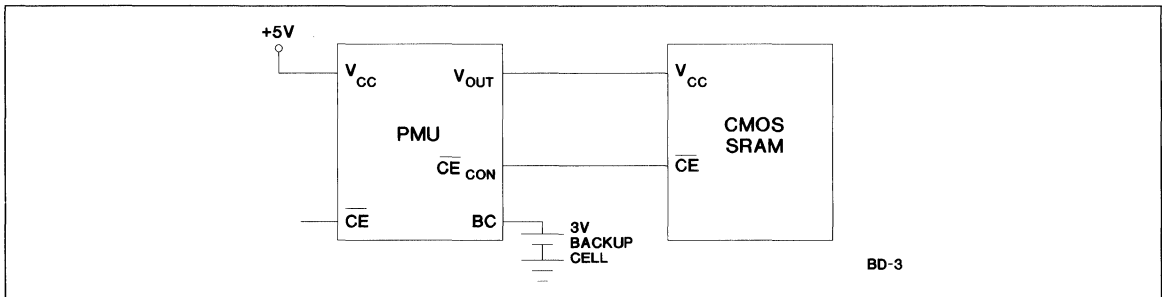 +5V
VCC
VOUT
PMU
CECON
CE
BC
3V
BACKUP
CELL
VCC
CMOS
SRAM
CE
BD-3